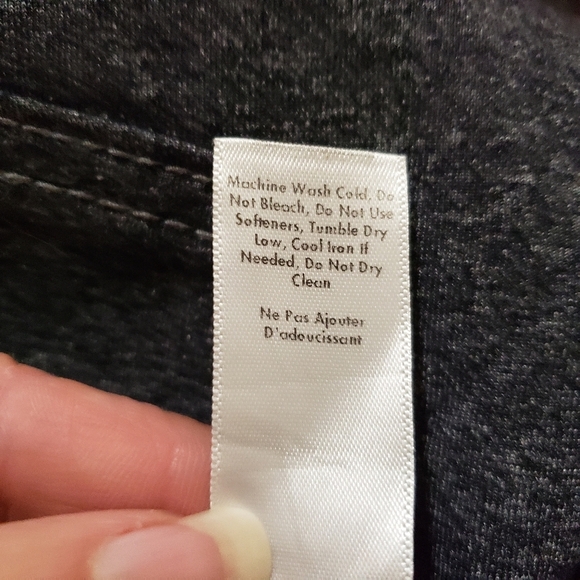 Machine Wash Cold, Do
Not Bleach, Do Not Use
Softeners, Tumble Dry
Low, Cool Iron If
Needed, Do Not Dry
Clean
Ne Pas Ajouter
D'adoucissant